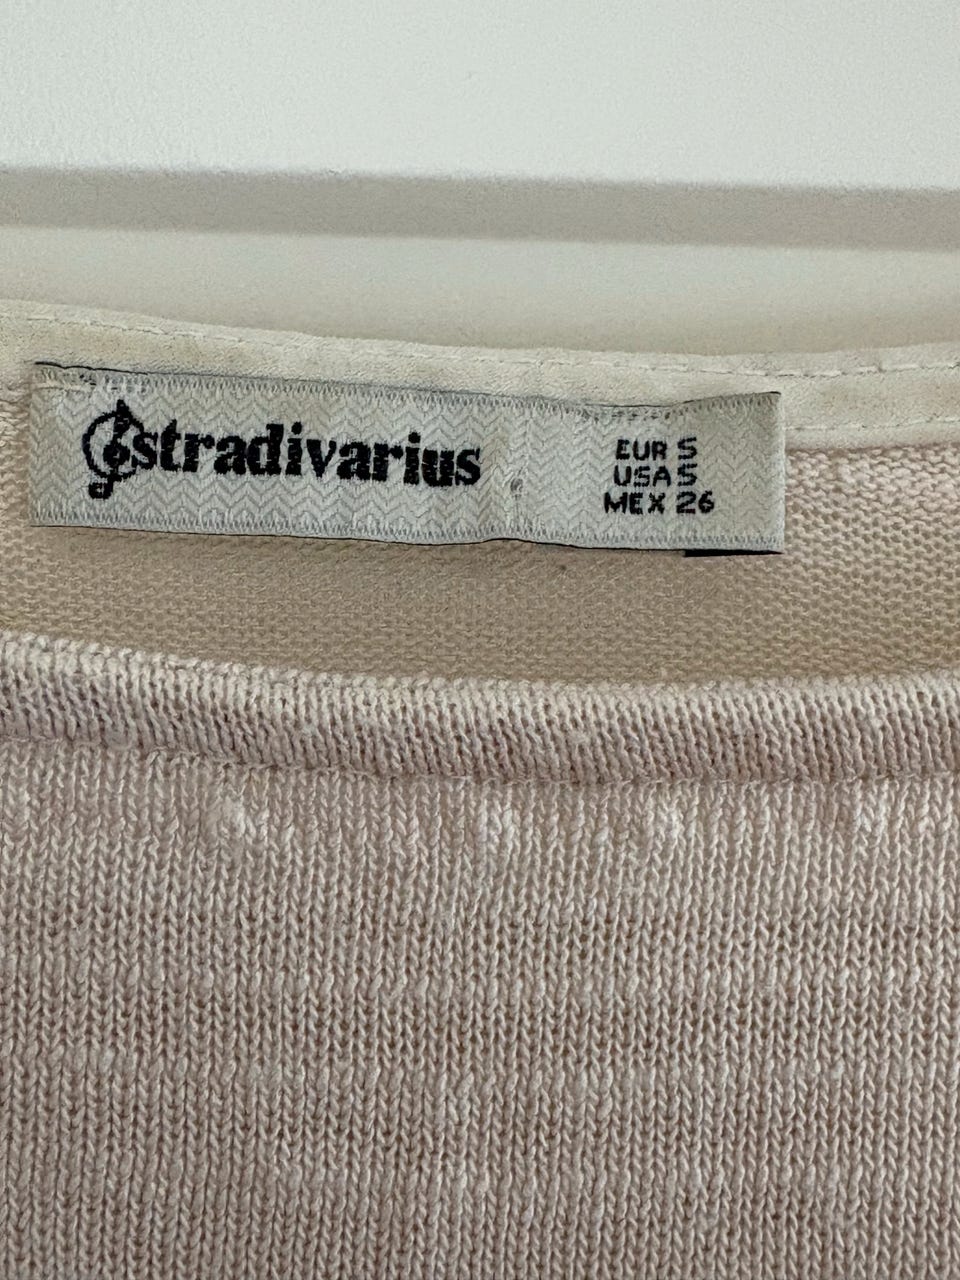 stradivarius
EUR S
USA S
MEX 26